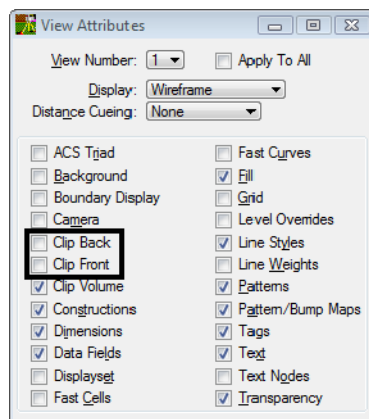 View Attributes
View Number: 1 Apply To All
Display: Wireframe
Distance Cueing: None
ACS Triad Fast Curves
Background Fill
Boundary Display Grid
Camera Level Overrides
Clip Back Line Styles
Clip Front Line Weights
Clip Volume Patterns
Constructions Pattern/Bump Maps
Dimensions Tags
Data Fields Text
Displayset Text Nodes
Fast Cells Transparency